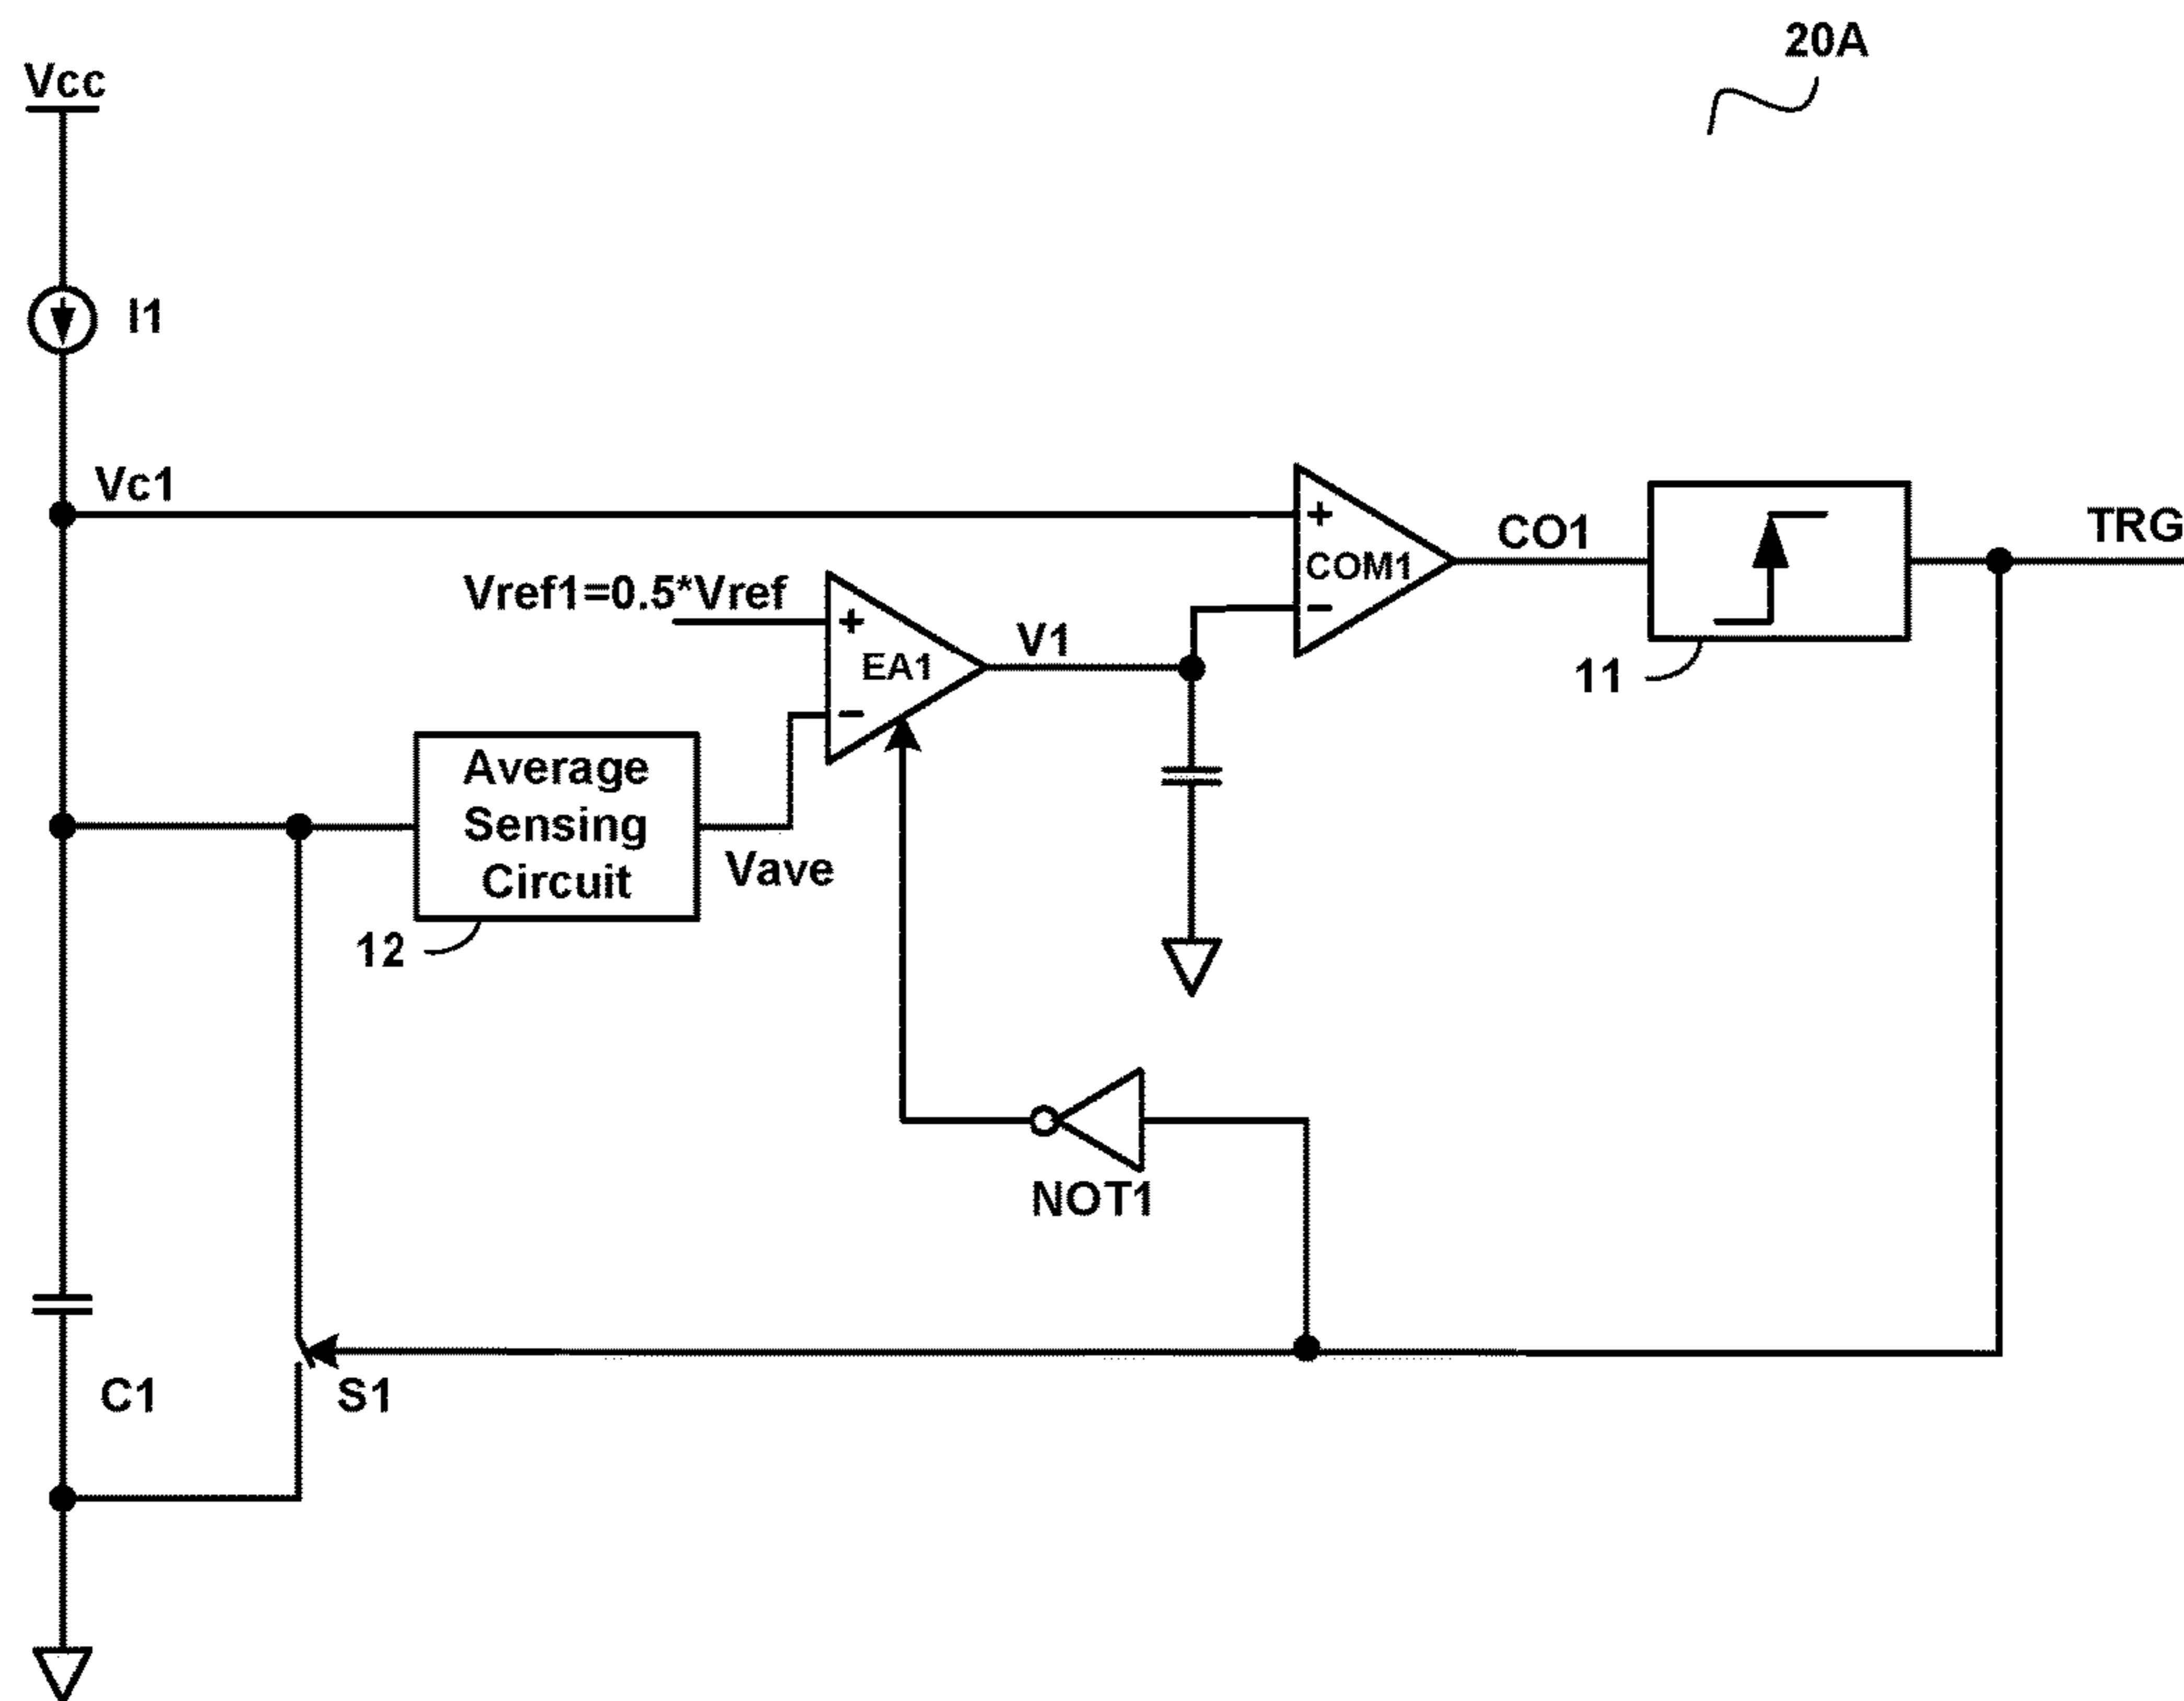 20A
Vcc
I1
Vc1
+
COM1
−
CO1
TRG
11
Vref1=0.5*Vref
+
EA1
−
V1
Average
Sensing
Circuit
Vave
12
NOT1
C1
S1